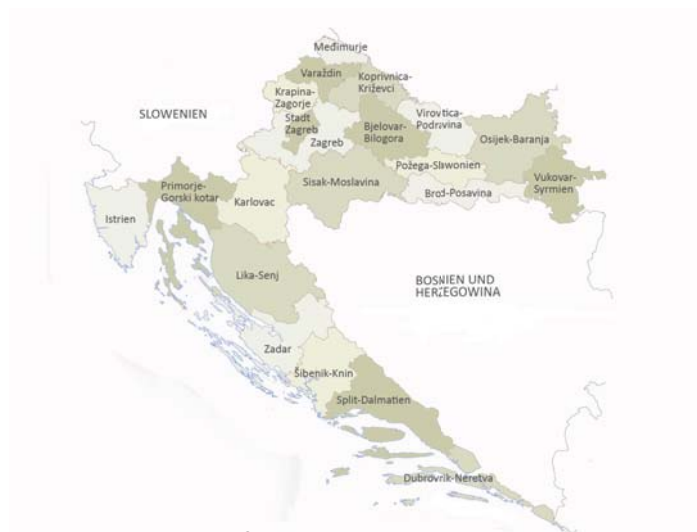 Međimurje
Varaždin
Koprivnica-
Križevci
Krapina-
Zagorje
SLOWENIEN
Stadt
Zagreb
Zagreb
Bjelovar-
Bilogora
Virovtica-
Podravina
Osijek-Baranja
Požega-Slawonien
Vukovar-
Syrmien
Sisak-Moslavina
Brod-Posavina
Primorje-
Gorski kotar
Karlovac
Istrien
Lika-Senj
BOSNIEN UND
HERZEGOWINA
Zadar
Šibenik-Knin
Split-Dalmatien
Dubrovrik-Neretva